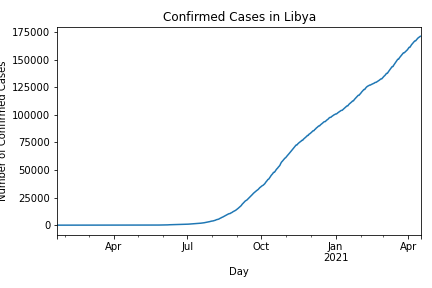 Confirmed Cases in Libya
Number of Confirmed Cases
175000
150000
125000
100000
75000
50000
25000
0
Apr
Jul
Oct
Jan
2021
Apr
Day